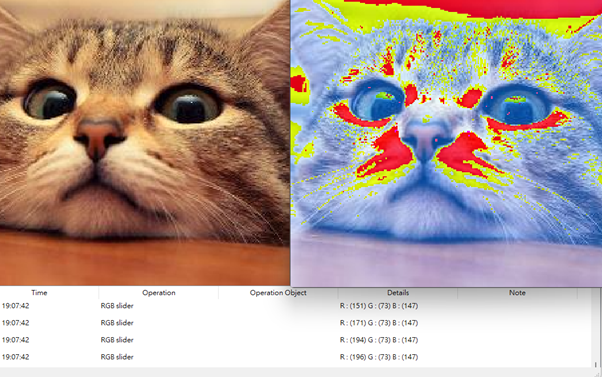 Time Operation Operation Object Details Note
19:07:42 RGB slider R : (151) G : (73) B : (147)
19:07:42 RGB slider R : (171) G : (73) B : (147)
19:07:42 RGB slider R : (194) G : (73) B : (147)
19:07:42 RGB slider R : (196) G : (73) B : (147)